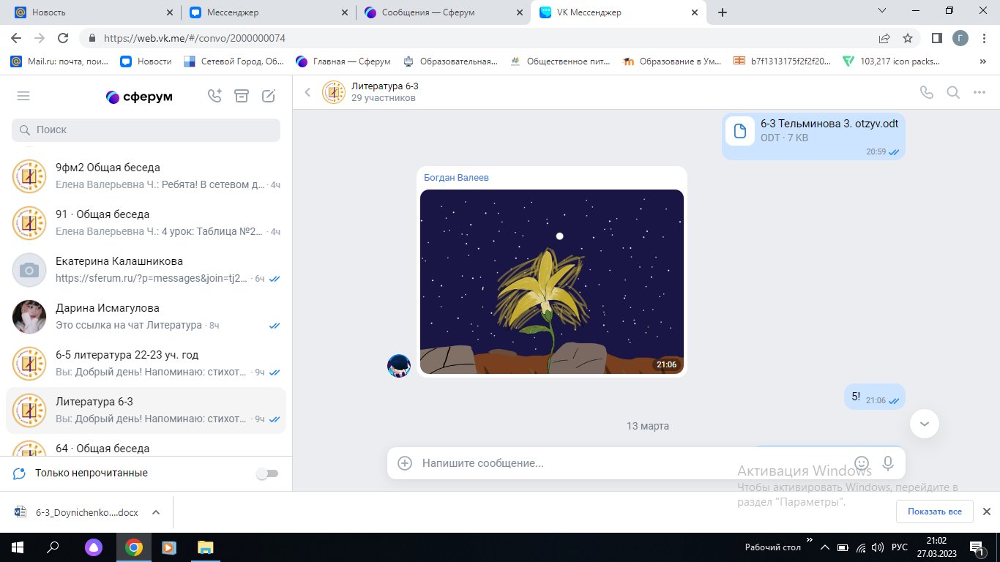 Новость
Мессенджер
Сообщения — Сферум
VK Мессенджер
https://web.vk.me/#/convo/2000000074
Г
Mail.ru: почта, пои...
Новости
Сетевой Город. Об...
Главная — Сферум
Образовательная...
Общественное пит...
Образование в Ум...
b7f1313175f2f2f20...
103,217 icon packs...
сферум
Поиск
9фм2 Общая беседа
Елена Валерьевна Ч.: Ребята! В сетевом д... · 4ч
91 · Общая беседа
Елена Валерьевна Ч.: 4 урок: Таблица №2... · 4ч
Екатерина Калашникова
https://sferum.ru/?p=messages&join=tj2... · 6ч
Дарина Исмагулова
Это ссылка на чат Литература · 8ч
6-5 литература 22-23 уч. год
Вы: Добрый день! Напоминаю: стихот... · 9ч
Литература 6-3
Вы: Добрый день! Напоминаю: стихот... · 9ч
64 · Общая беседа
Только непрочитанные
Литература 6-3
29 участников
6-3 Тельминова З. otzyv.odt
ODT · 7 KB
20:59
Богдан Валеев
21:06
5! 21:06
13 марта
Напишите сообщение...
Активация Windows
Чтобы активировать Windows, перейдите в
раздел "Параметры".
6-3_Doynichenko....docx
Показать все
Рабочий стол
РУС
21:02
27.03.2023
1